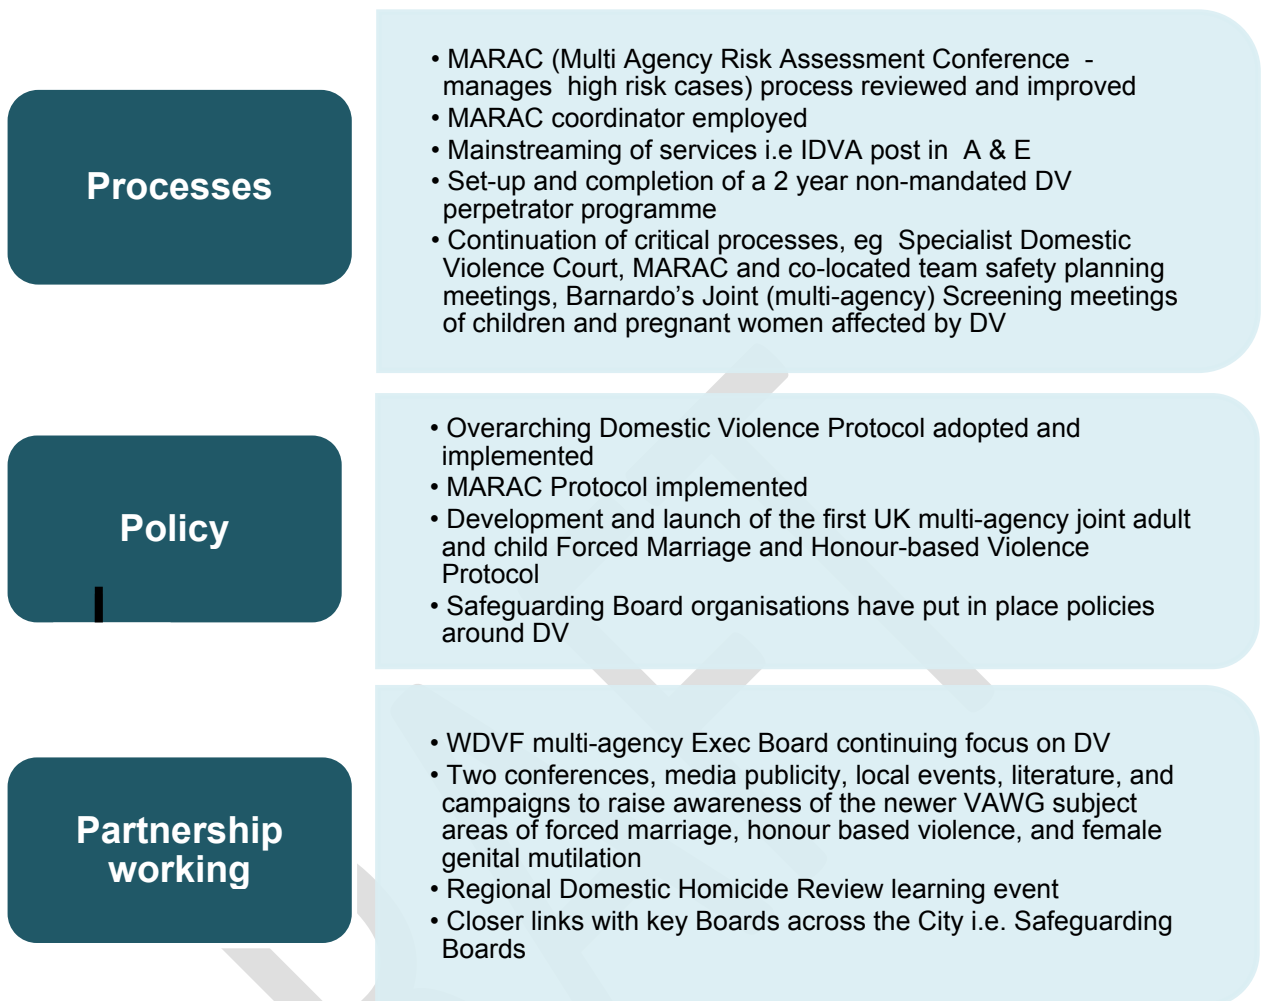 Processes
• MARAC (Multi Agency Risk Assessment Conference -
manages high risk cases) process reviewed and improved
• MARAC coordinator employed
• Mainstreaming of services i.e IDVA post in A & E
• Set-up and completion of a 2 year non-mandated DV
perpetrator programme
• Continuation of critical processes, eg Specialist Domestic
Violence Court, MARAC and co-located team safety planning
meetings, Barnardo's Joint (multi-agency) Screening meetings
of children and pregnant women affected by DV
Policy
• Overarching Domestic Violence Protocol adopted and
implemented
• MARAC Protocol implemented
• Development and launch of the first UK multi-agency joint adult
and child Forced Marriage and Honour-based Violence
Protocol
• Safeguarding Board organisations have put in place policies
around DV
Partnership
working
• WDVF multi-agency Exec Board continuing focus on DV
• Two conferences, media publicity, local events, literature, and
campaigns to raise awareness of the newer VAWG subject
areas of forced marriage, honour based violence, and female
genital mutilation
• Regional Domestic Homicide Review learning event
• Closer links with key Boards across the City i.e. Safeguarding
Boards